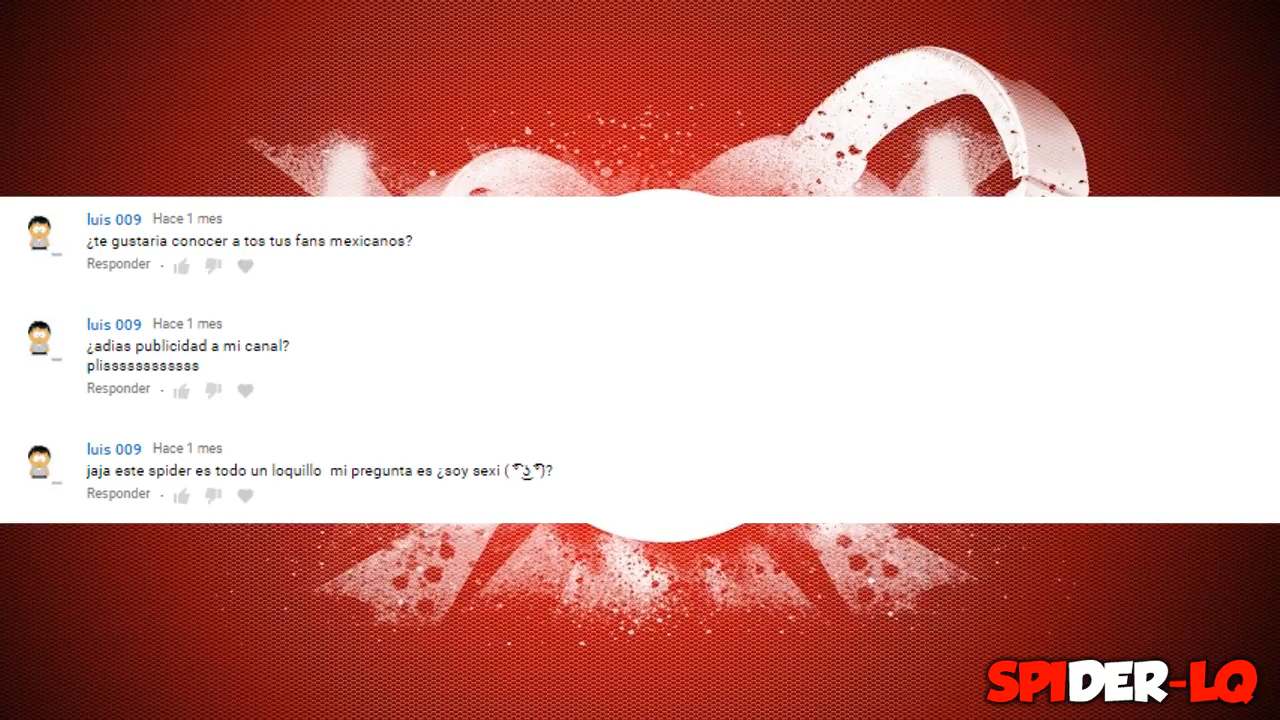 luis 009 Hace 1 mes
¿te gustaria conocer a tos tus fans mexicanos?
Responder .
luis 009 Hace 1 mes
¿adias publicidad a mi canal?
plissssssssssss
Responder .
luis 009 Hace 1 mes
jaja este spider es todo un loquillo  mi pregunta es ¿soy sexi ( ͡° ͜ʖ ͡°)?
Responder .
SPIDER-LQ